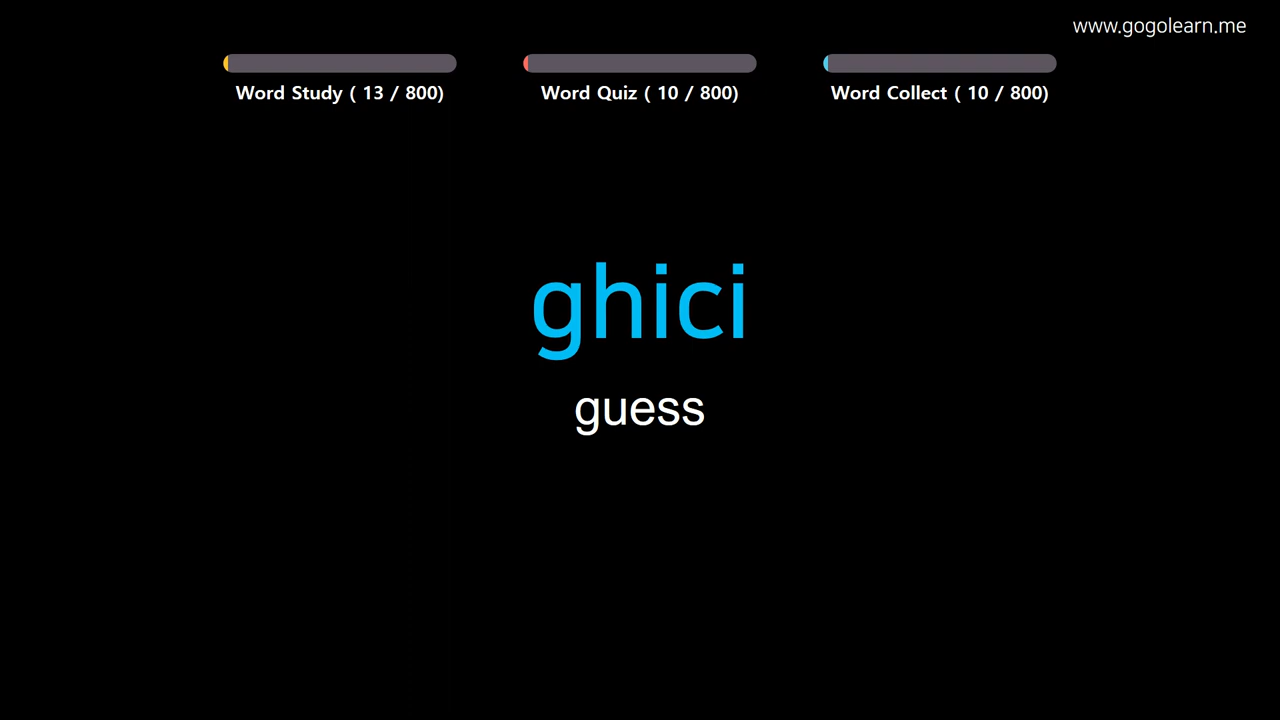 www.gogolearn.me
Word Study ( 13 / 800)
Word Quiz ( 10 / 800)
Word Collect ( 10 / 800)
ghici
guess